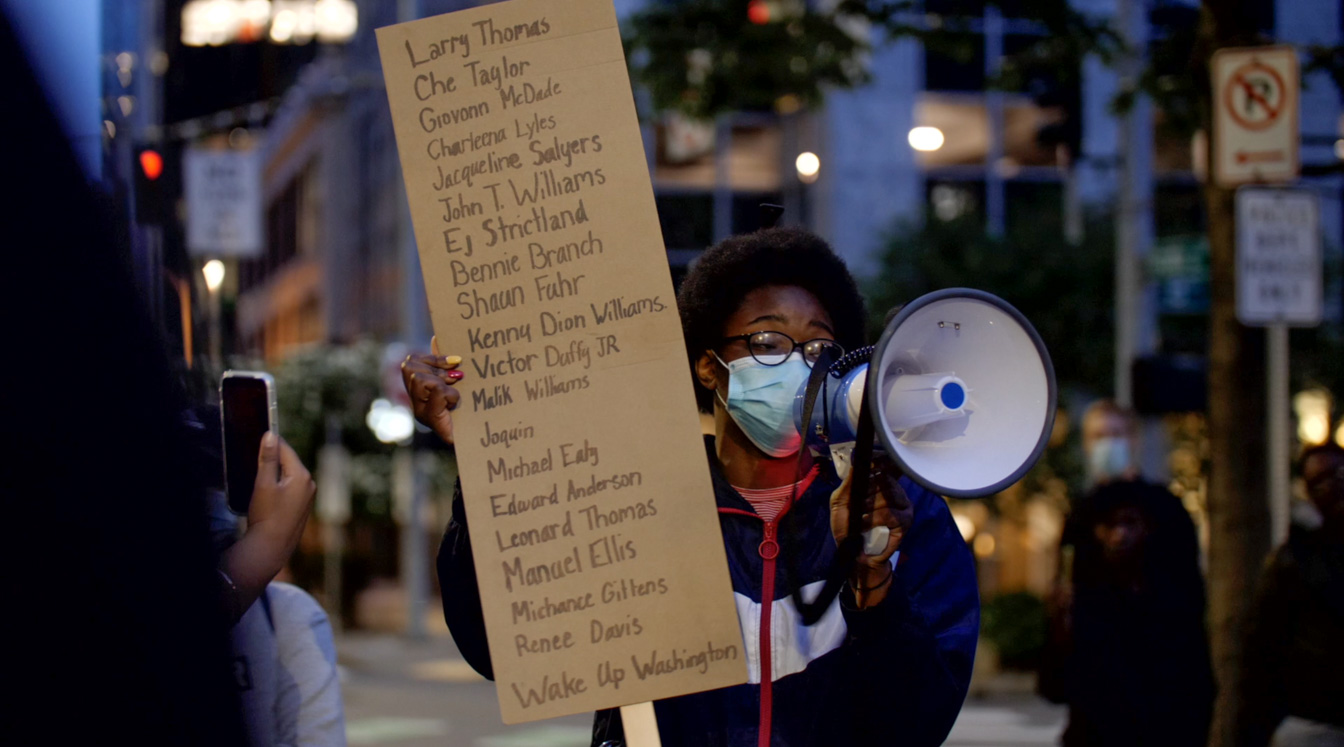 Larry Thomas
Che Taylor
Giovonn McDade
Charleena Lyles
Jacqueline Salyers
John T. Williams
EJ Strictland
Bennie Branch
Shaun Fuhr
Kenny Dion Williams.
Victor Duffy JR
Malik Williams
Joquin
Michael Ealy
Edward Anderson
Leonard Thomas
Manuel Ellis
Michance Gittens
Renee Davis
Wake Up Washington